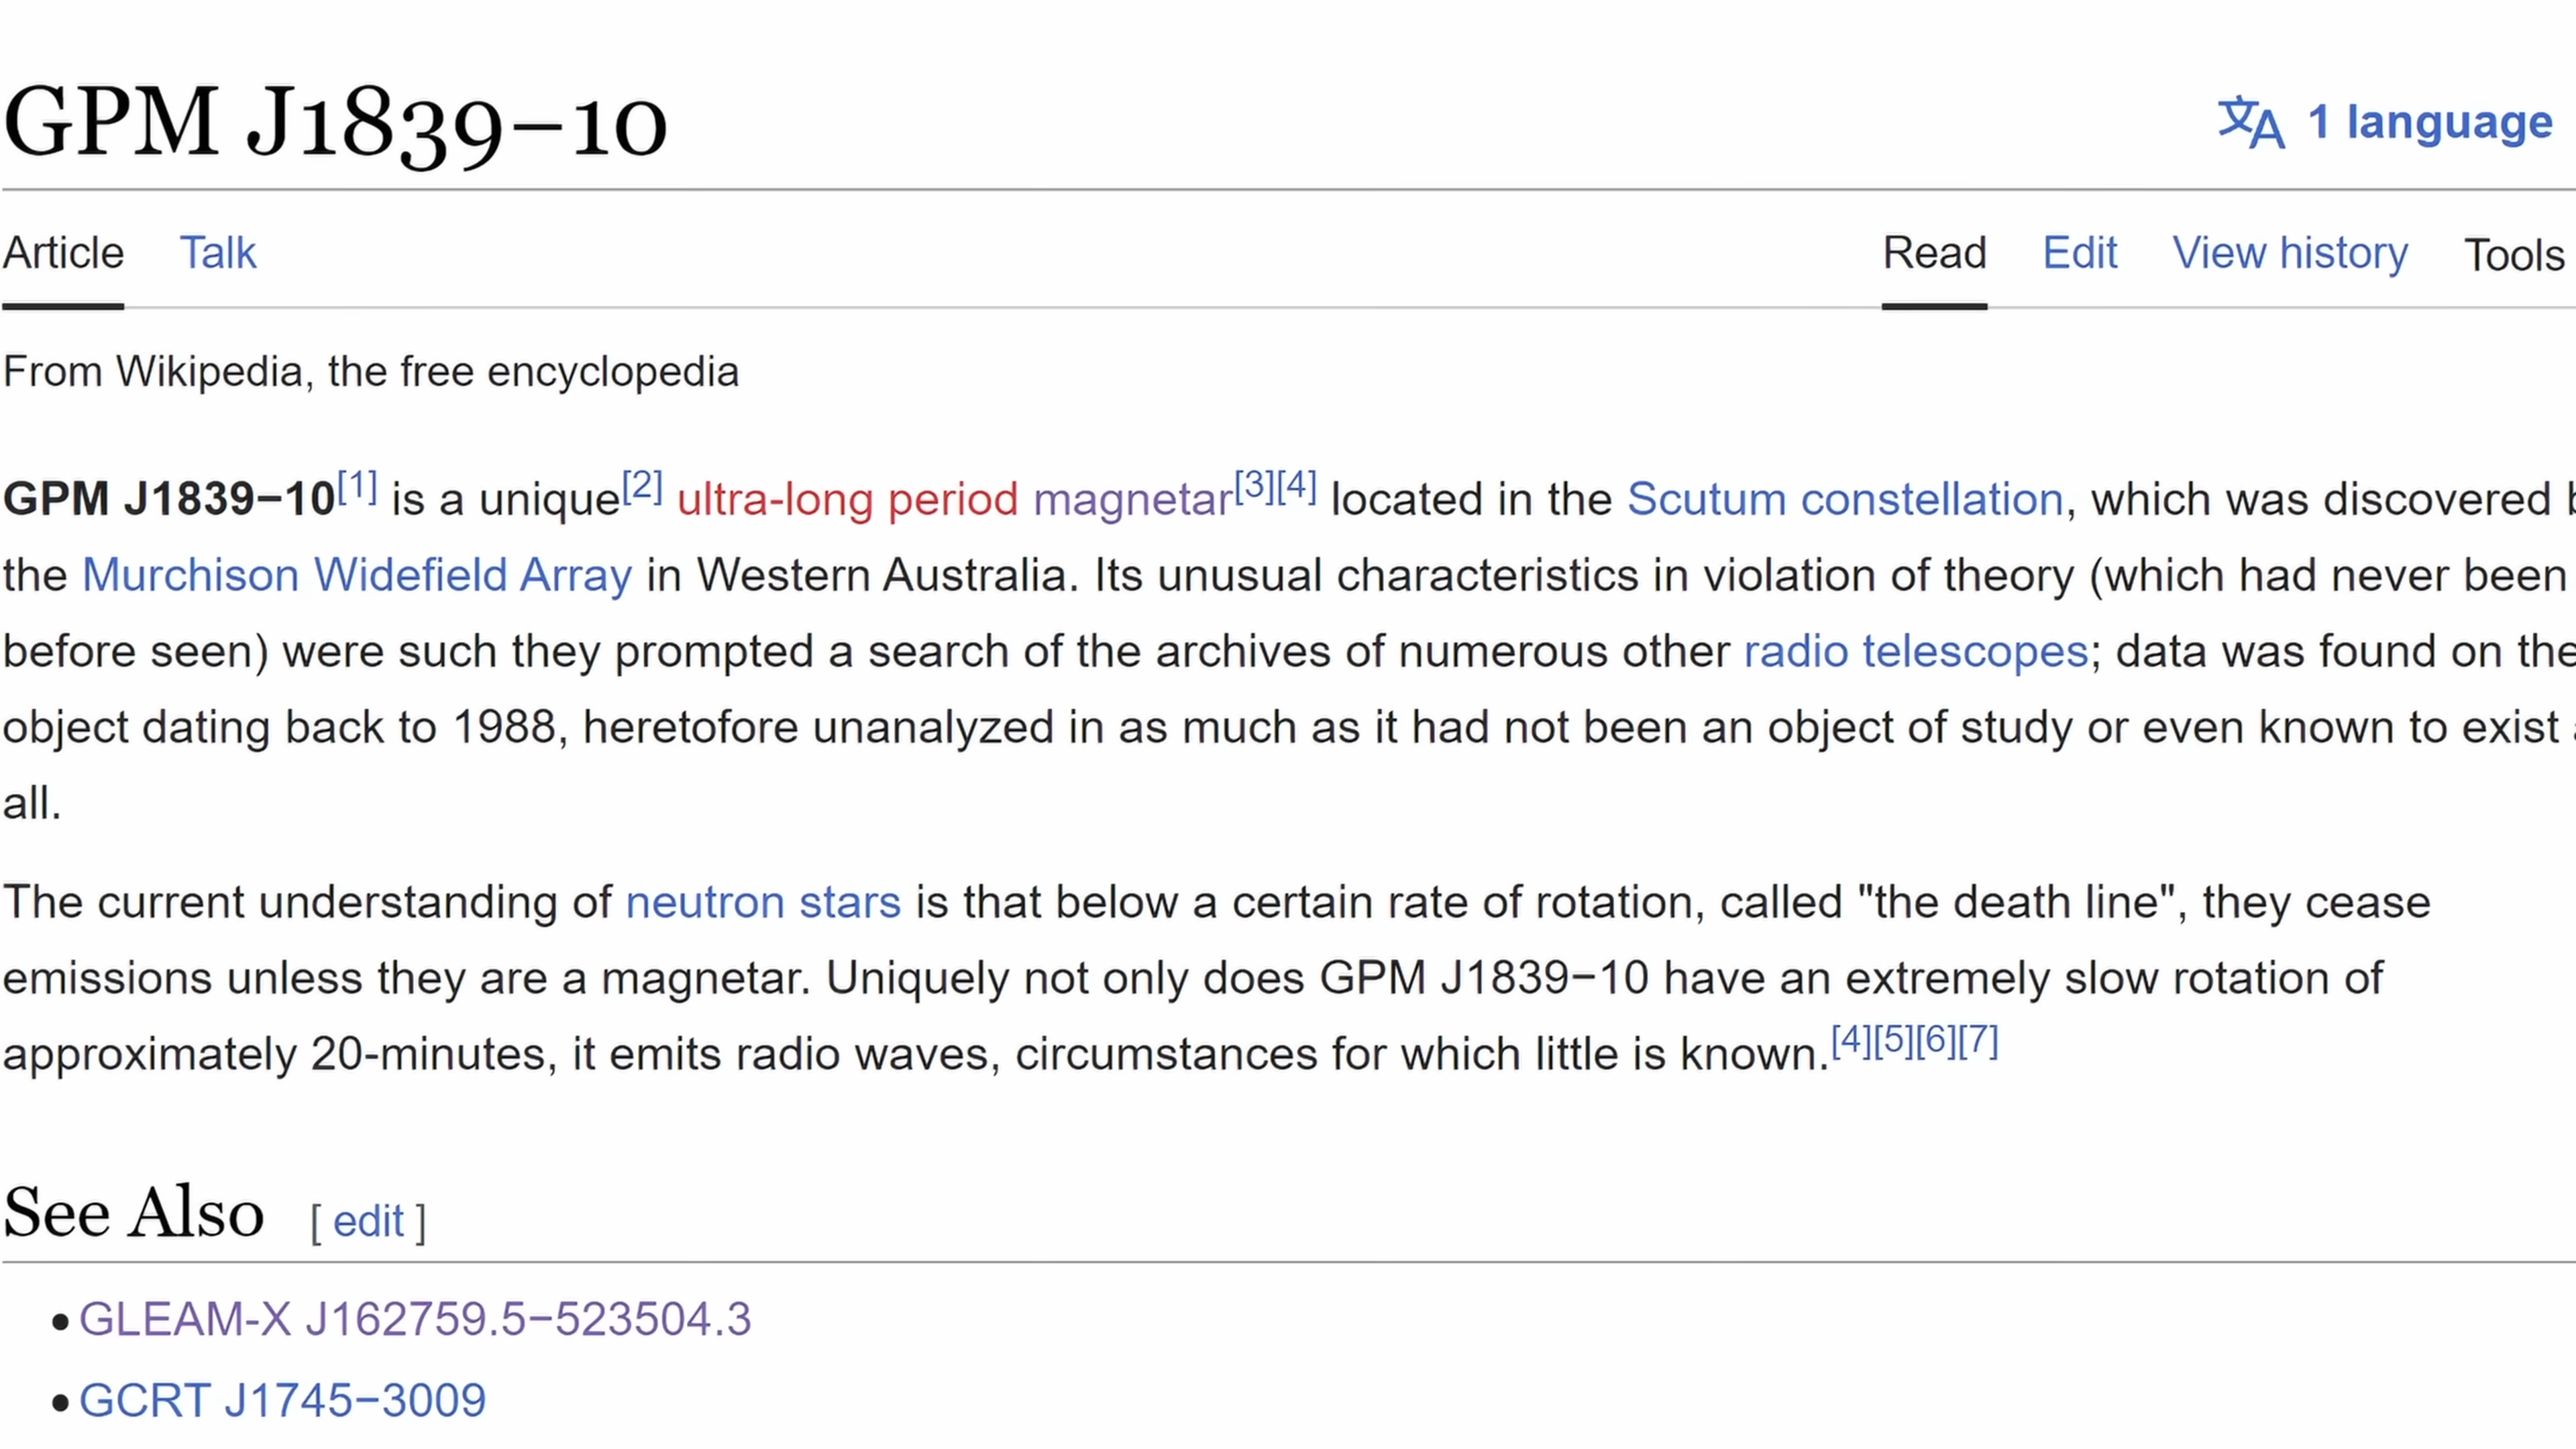 GPM J1839−10
文A 1 language
Article Talk Read Edit View history Tools
From Wikipedia, the free encyclopedia
GPM J1839−10[1] is a unique[2] ultra-long period magnetar[3][4] located in the Scutum constellation, which was discovered
the Murchison Widefield Array in Western Australia. Its unusual characteristics in violation of theory (which had never been
before seen) were such they prompted a search of the archives of numerous other radio telescopes; data was found on the
object dating back to 1988, heretofore unanalyzed in as much as it had not been an object of study or even known to exist
all.
The current understanding of neutron stars is that below a certain rate of rotation, called "the death line", they cease
emissions unless they are a magnetar. Uniquely not only does GPM J1839−10 have an extremely slow rotation of
approximately 20-minutes, it emits radio waves, circumstances for which little is known.[4][5][6][7]
See Also [ edit ]
• GLEAM-X J162759.5−523504.3
• GCRT J1745−3009